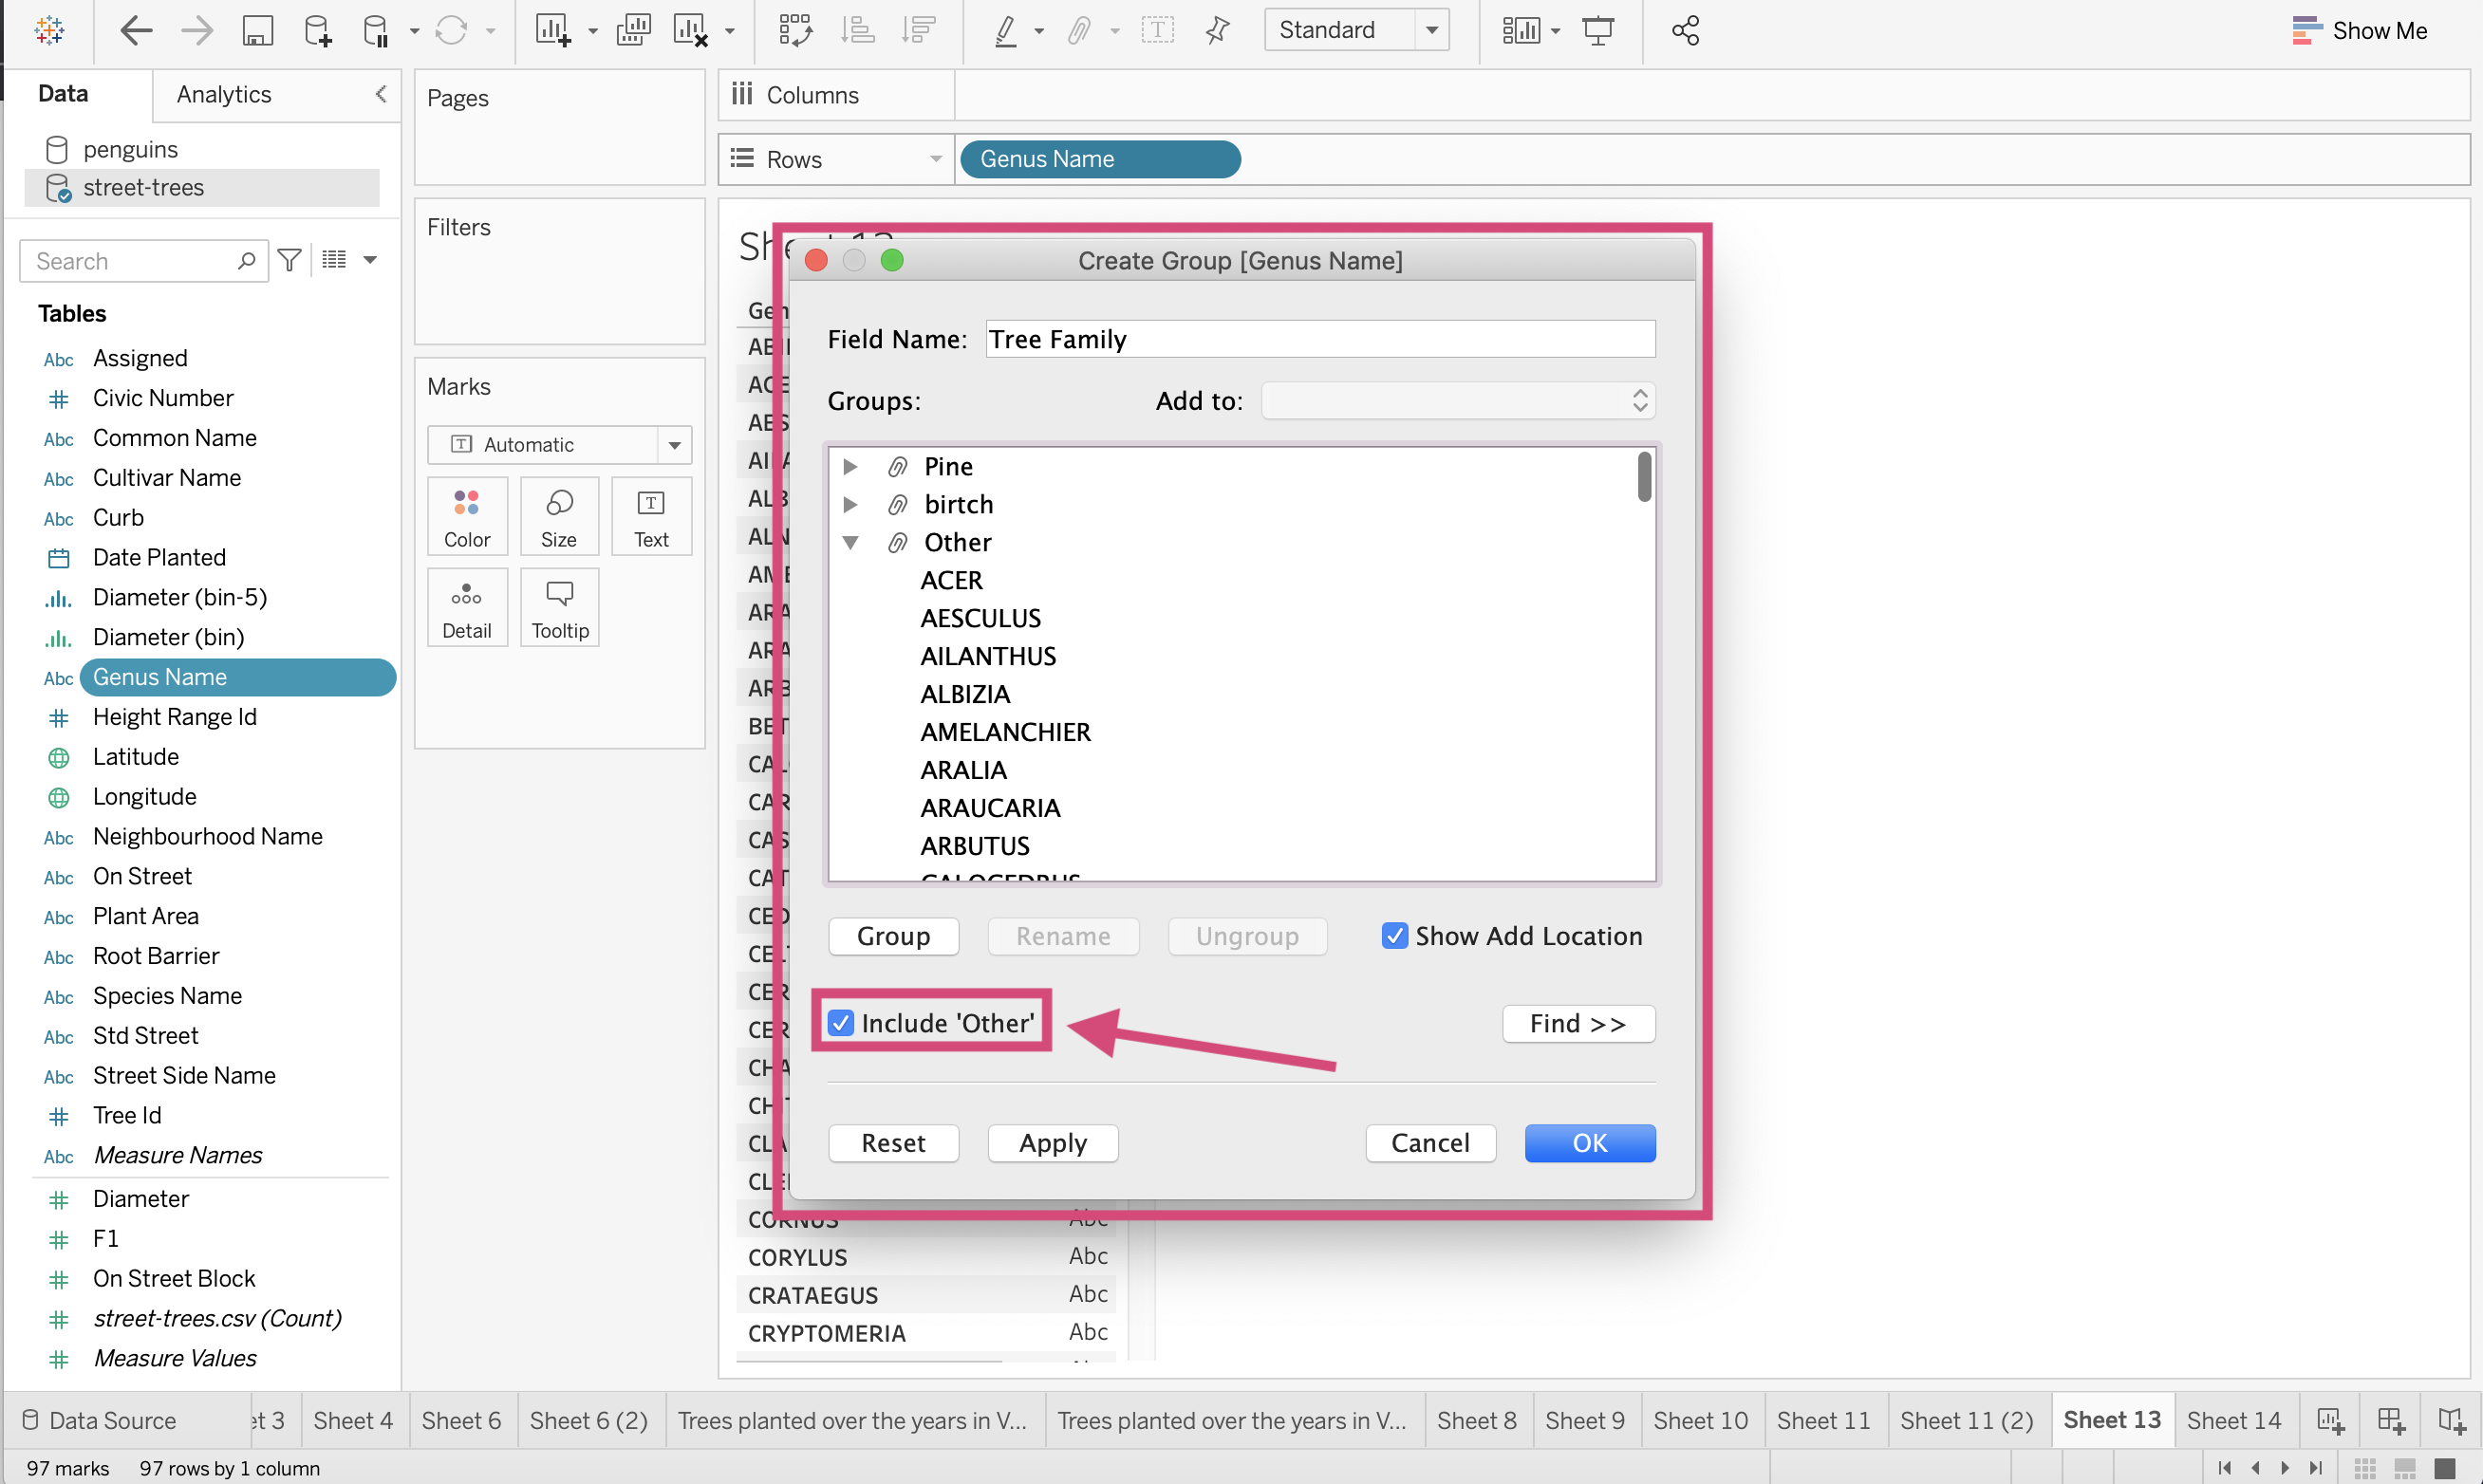 Standard
Show Me
Data
Analytics
penguins
street-trees
Search
Tables
Abc Assigned
Civic Number
Abc Common Name
Abc Cultivar Name
Abc Curb
Date Planted
Diameter (bin-5)
Diameter (bin)
Abc Genus Name
Height Range Id
Latitude
Longitude
Abc Neighbourhood Name
Abc On Street
Abc Plant Area
Abc Root Barrier
Abc Species Name
Abc Std Street
Abc Street Side Name
Tree Id
Abc Measure Names
Diameter
F1
On Street Block
street-trees.csv (Count)
Measure Values
Pages
Filters
Marks
Automatic
Color Size Text
Detail Tooltip
Columns
Rows Genus Name
Create Group [Genus Name]
Field Name: Tree Family
Groups: Add to:
Pine
birtch
Other
ACER
AESCULUS
AILANTHUS
ALBIZIA
AMELANCHIER
ARALIA
ARAUCARIA
ARBUTUS
CALOCEDRUS
Group Rename Ungroup Show Add Location
Include 'Other' Find >>
Reset Apply Cancel OK
CORNUS Abc
CORYLUS Abc
CRATAEGUS Abc
CRYPTOMERIA Abc
Data Source et 3 Sheet 4 Sheet 6 Sheet 6 (2) Trees planted over the years in V... Trees planted over the years in V... Sheet 8 Sheet 9 Sheet 10 Sheet 11 Sheet 11 (2) Sheet 13 Sheet 14
97 marks 97 rows by 1 column